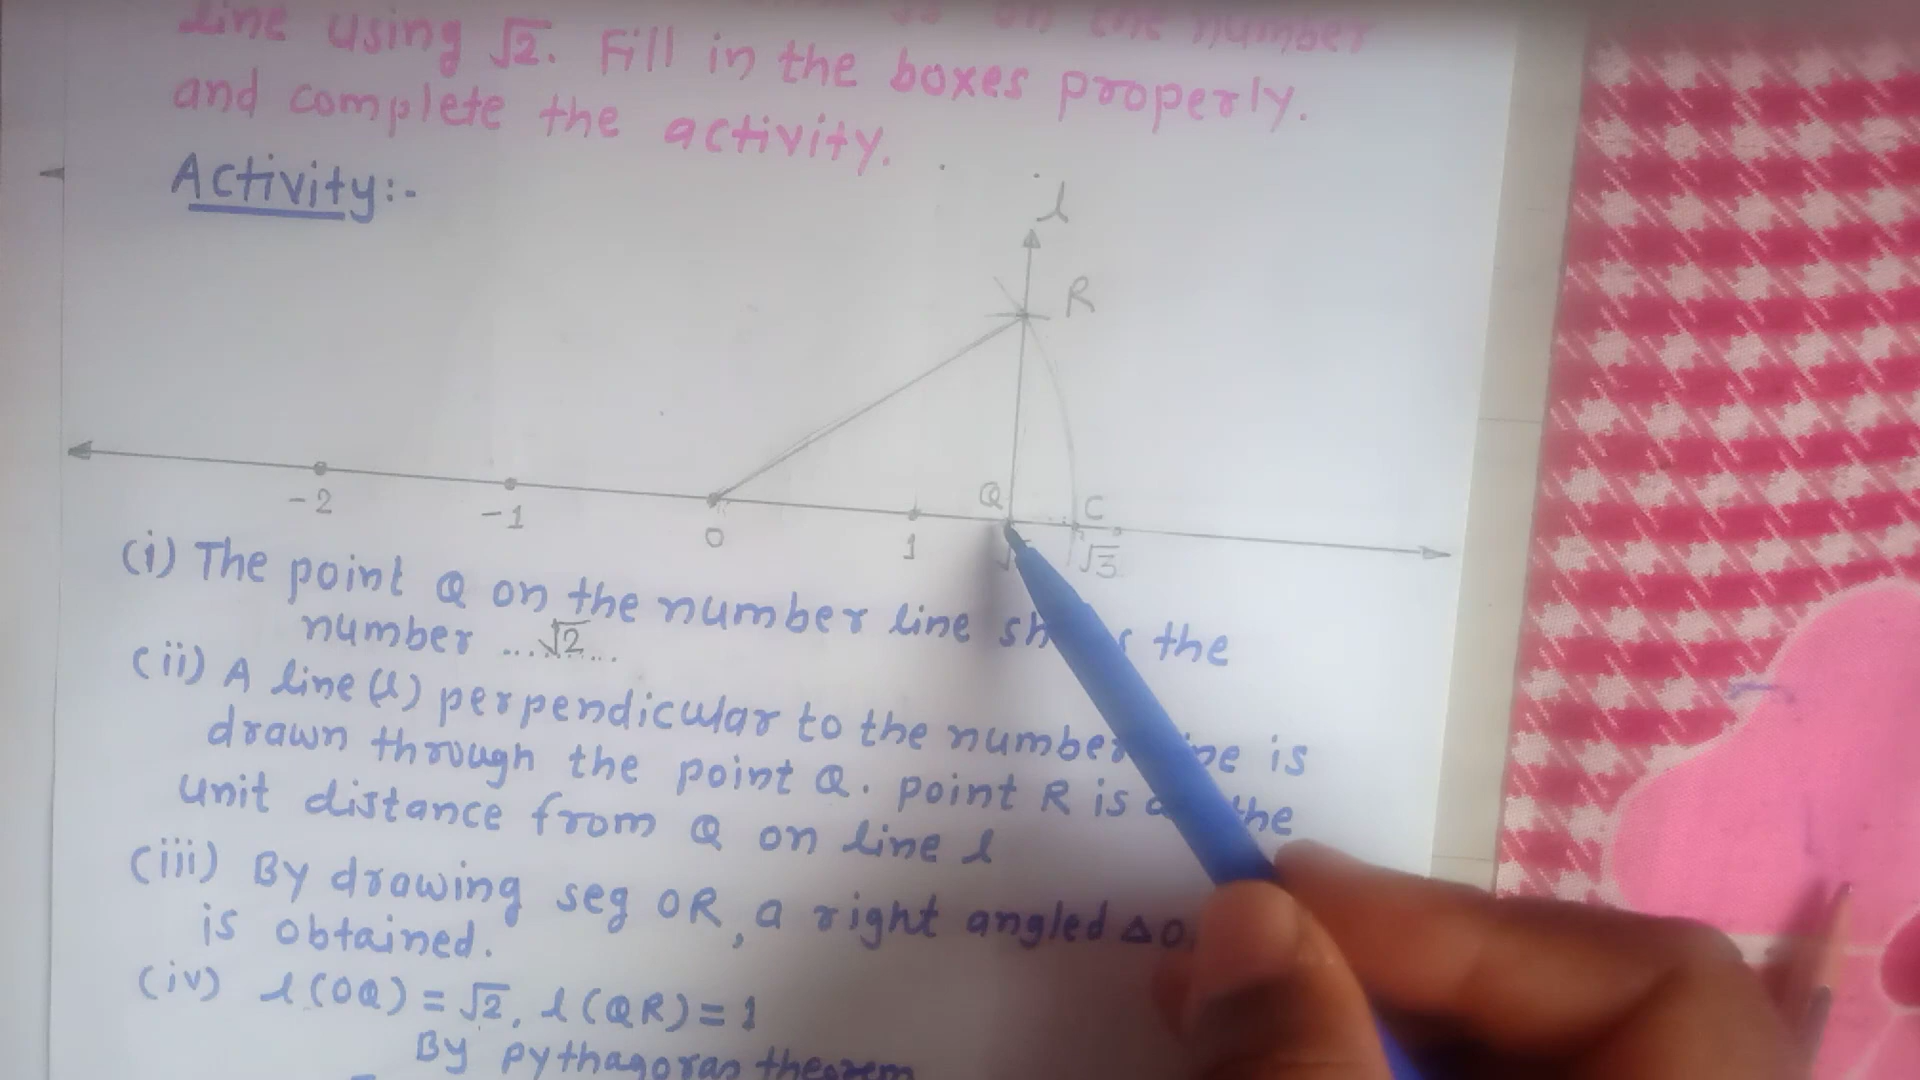 on the number
line using √2. Fill in the boxes properly.
and complete the activity.
Activity:-
l
R
Q
C
-2
-1
0
1
√3
(i) The point Q on the number line the
number ...√2...
(ii) A line (l) perpendicular to the number is
drawn through the point Q. point R is the
unit distance from Q on line l
(iii) By drawing seg OR, a right angled
is obtained.
(iv) l(OQ) = √2, l(QR) = 1
By pythagoras theorem